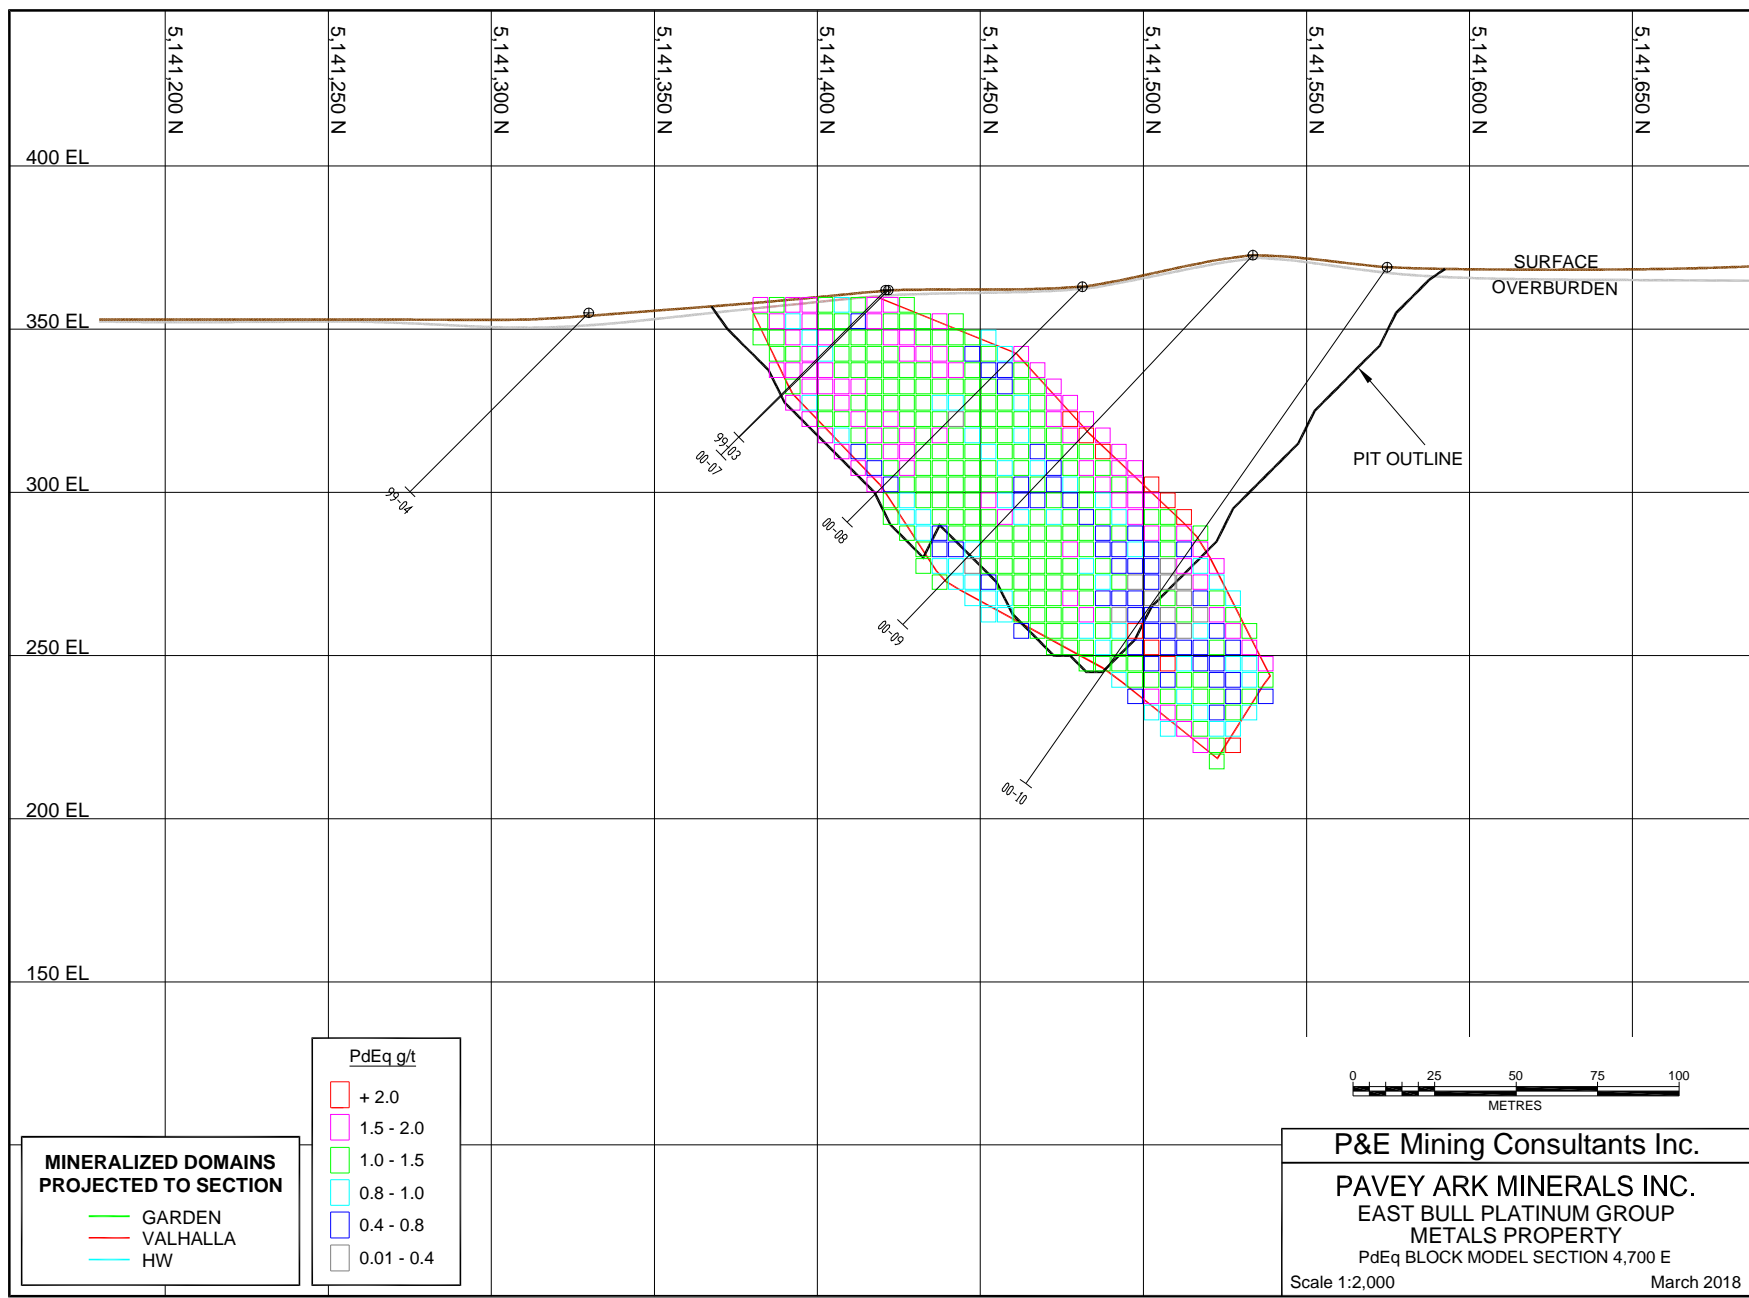 5,141,200 N
5,141,250 N
5,141,300 N
5,141,350 N
5,141,400 N
5,141,450 N
5,141,500 N
5,141,550 N
5,141,600 N
5,141,650 N
400 EL
350 EL
300 EL
250 EL
200 EL
150 EL
SURFACE
OVERBURDEN
PIT OUTLINE
99-03
00-07
99-04
00-08
00-09
00-10
PdEq g/t
+ 2.0
1.5 - 2.0
1.0 - 1.5
0.8 - 1.0
0.4 - 0.8
0.01 - 0.4
MINERALIZED DOMAINS
PROJECTED TO SECTION
GARDEN
VALHALLA
HW
0 25 50 75 100
METRES
P&E Mining Consultants Inc.
PAVEY ARK MINERALS INC.
EAST BULL PLATINUM GROUP
METALS PROPERTY
PdEq BLOCK MODEL SECTION 4,700 E
Scale 1:2,000 March 2018